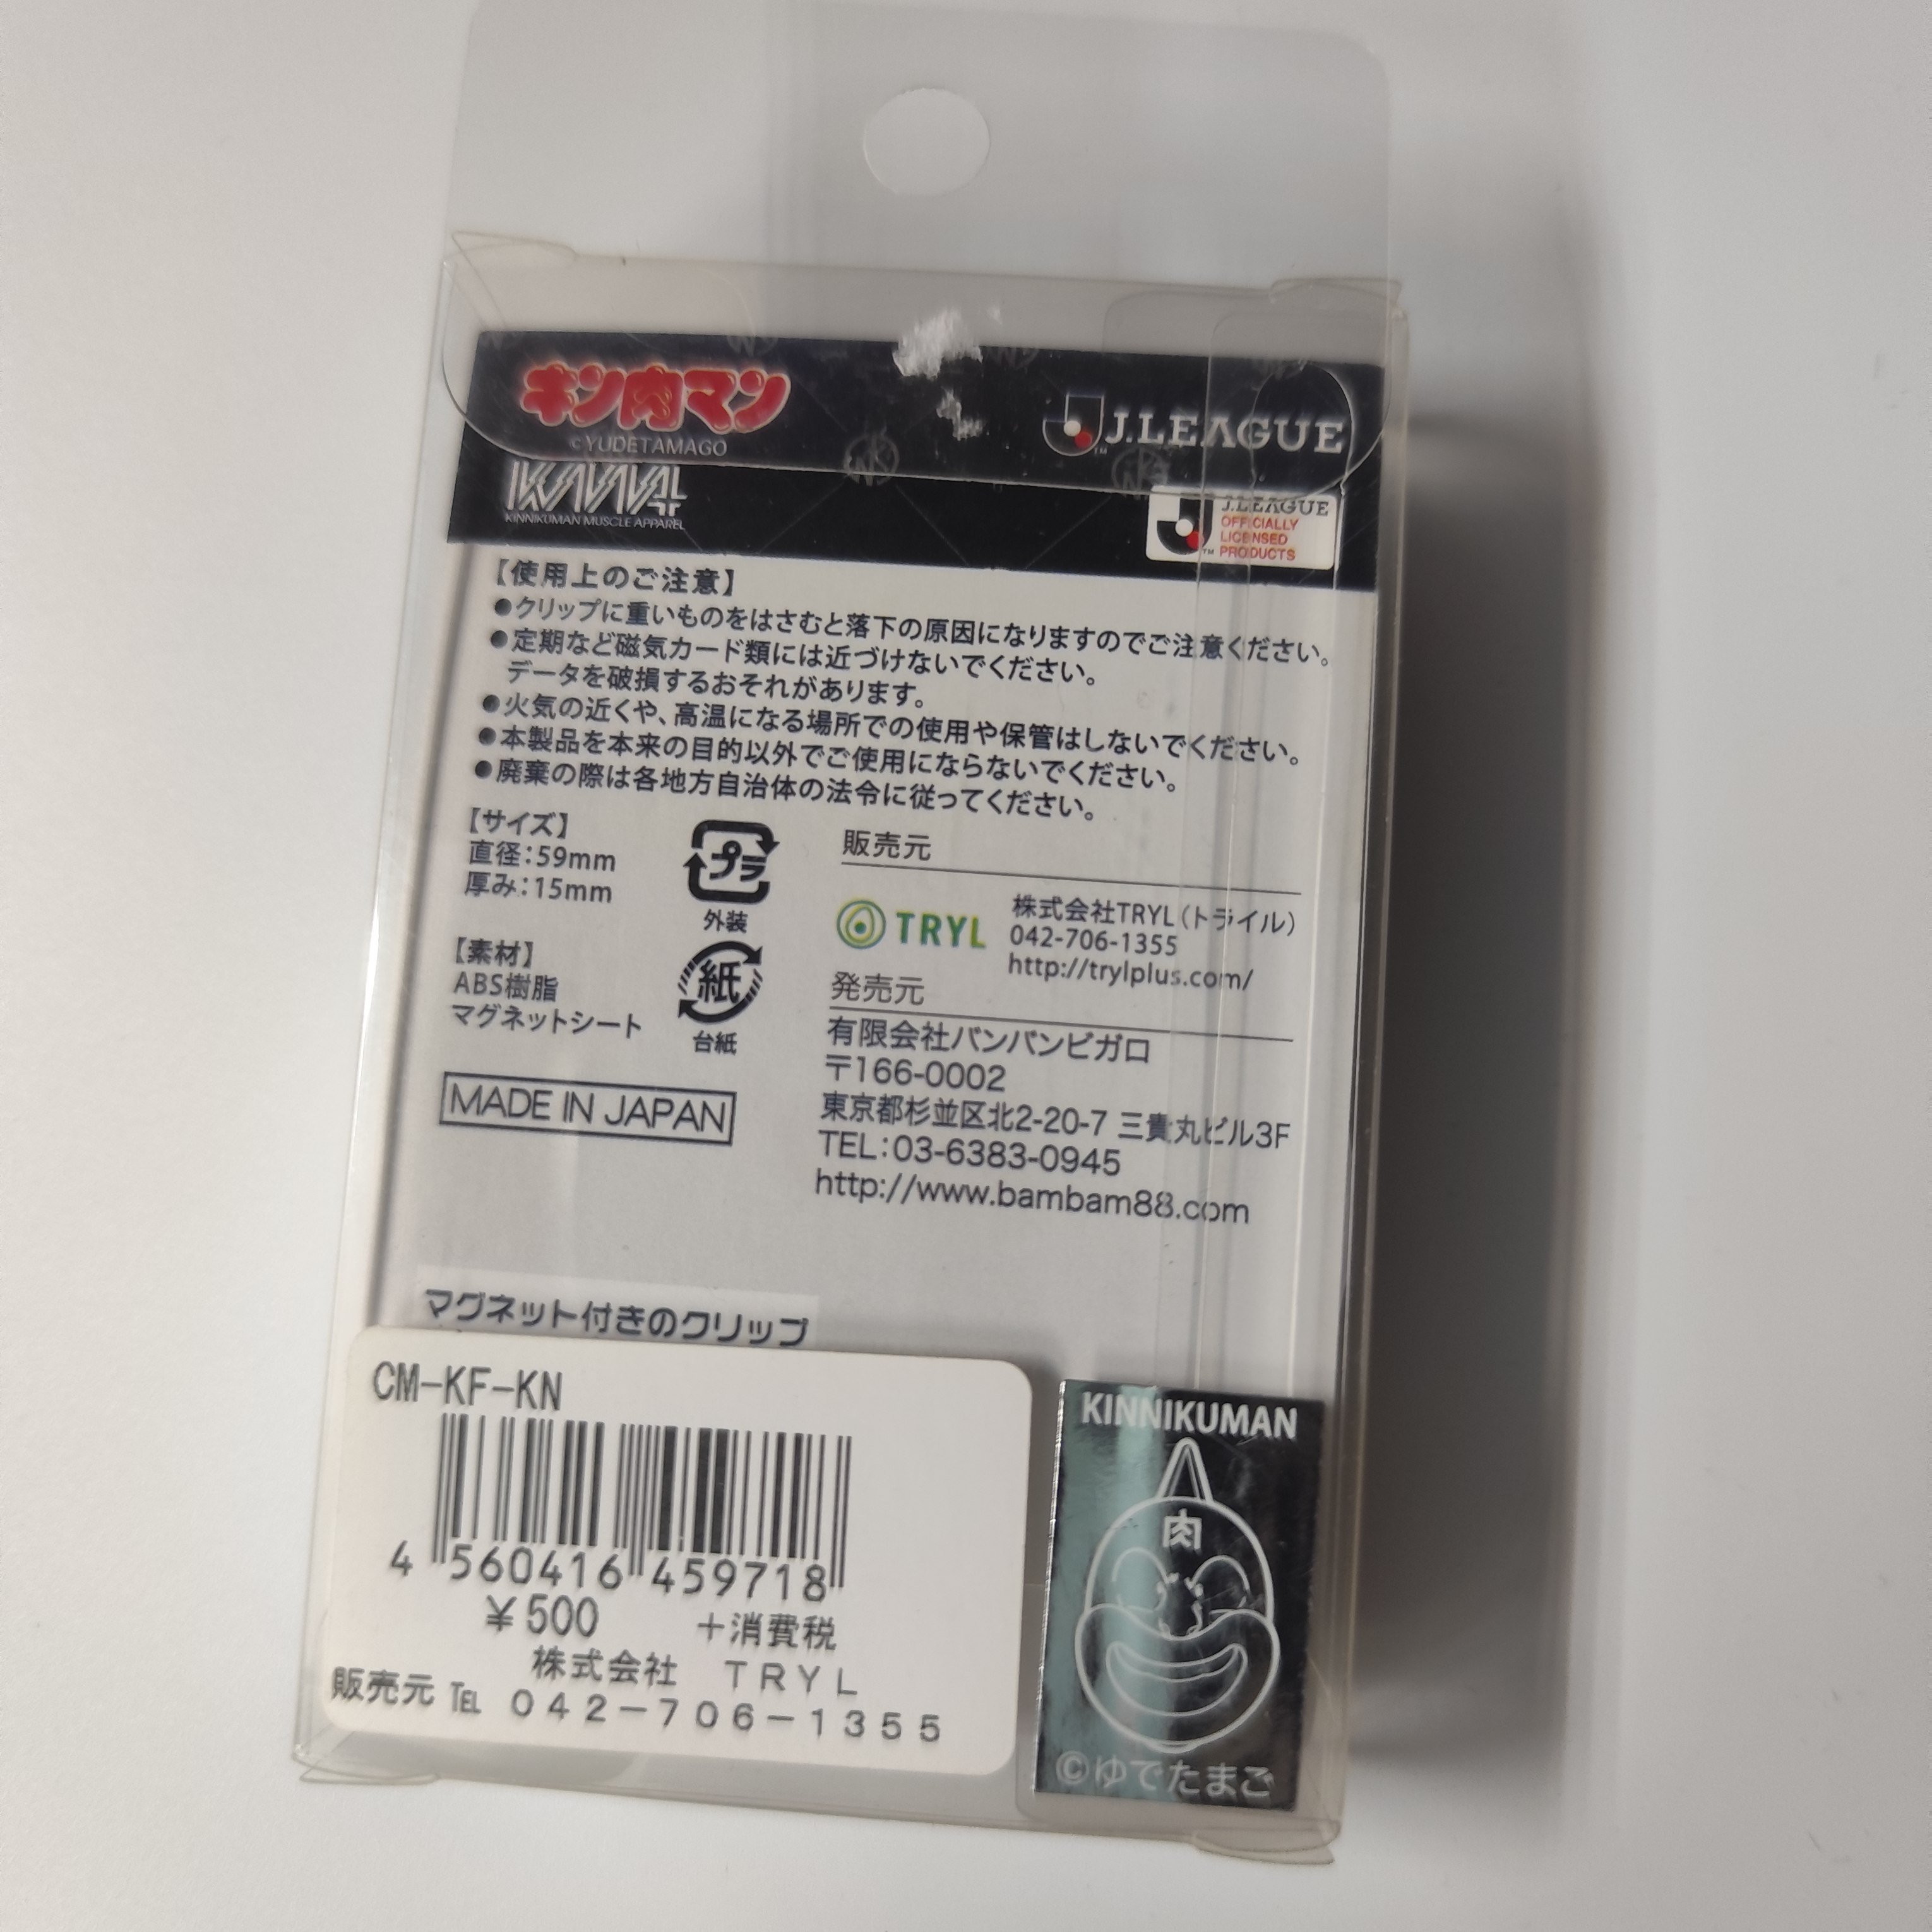 キン肉マン
©YUDETAMAGO
J.LEAGUE
TM
KINNIKUMAN MUSCLE APPAREL
J.LEAGUE
OFFICIALLY
LICENSED
PRODUCTS
TM
【使用上のご注意】
●クリップに重いものをはさむと落下の原因になりますのでご注意ください。
●定期など磁気カード類には近づけないでください。
データを破損するおそれがあります。
●火気の近くや、高温になる場所での使用や保管はしないでください。
●本製品を本来の目的以外でご使用にならないでください。
●廃棄の際は各地方自治体の法令に従ってください。
【サイズ】
直径:59mm
厚み:15mm
【素材】
ABS樹脂
マグネットシート
MADE IN JAPAN
プラ
外装
紙
台紙
販売元
TRYL
株式会社TRYL(トライル)
042-706-1355
http://trylplus.com/
発売元
有限会社バンバンビガロ
〒166-0002
東京都杉並区北2-20-7 三貴丸ビル3F
TEL:03-6383-0945
http://www.bambam88.com
マグネット付きのクリップ
CM-KF-KN
4 560416 459718
¥500 +消費税
株式会社 TRYL
販売元 TEL 042-706-1355
KINNIKUMAN
肉
©ゆでたまご